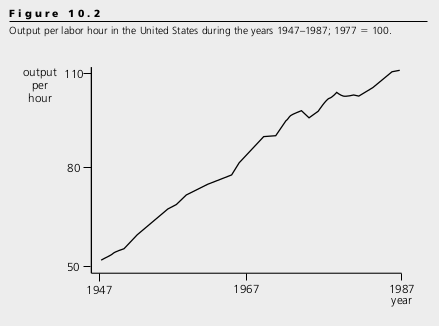 Figure 10.2
Output per labor hour in the United States during the years 1947–1987; 1977 = 100.
output
per
hour
110
80
50
1947 1967 1987
year